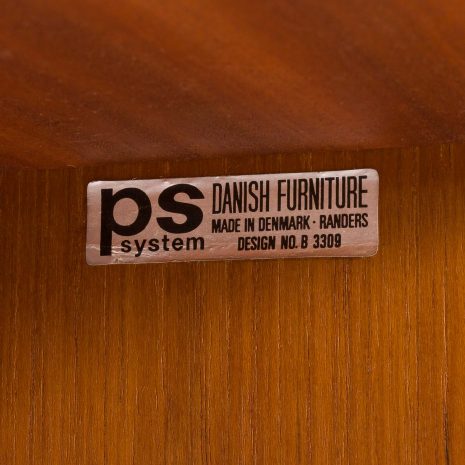 ps system
DANISH FURNITURE
MADE IN DENMARK · RANDERS
DESIGN NO. B 3309